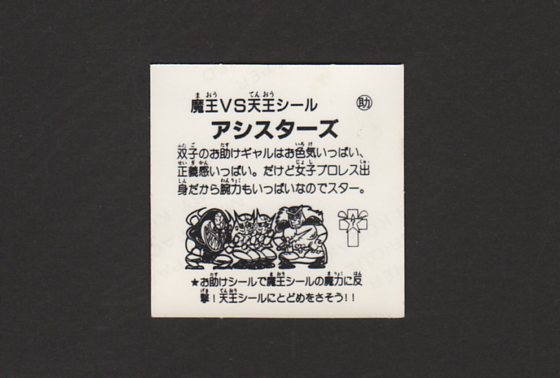 魔王VS天王シール 助
アシスターズ
双子のお助けギャルはお色気いっぱい、
正義感いっぱい。だけど女子プロレス出
身だから腕力もいっぱいなのでスター。
★お助けシールで魔王シールの魔力に反
撃!天王シールにとどめをさそう!!